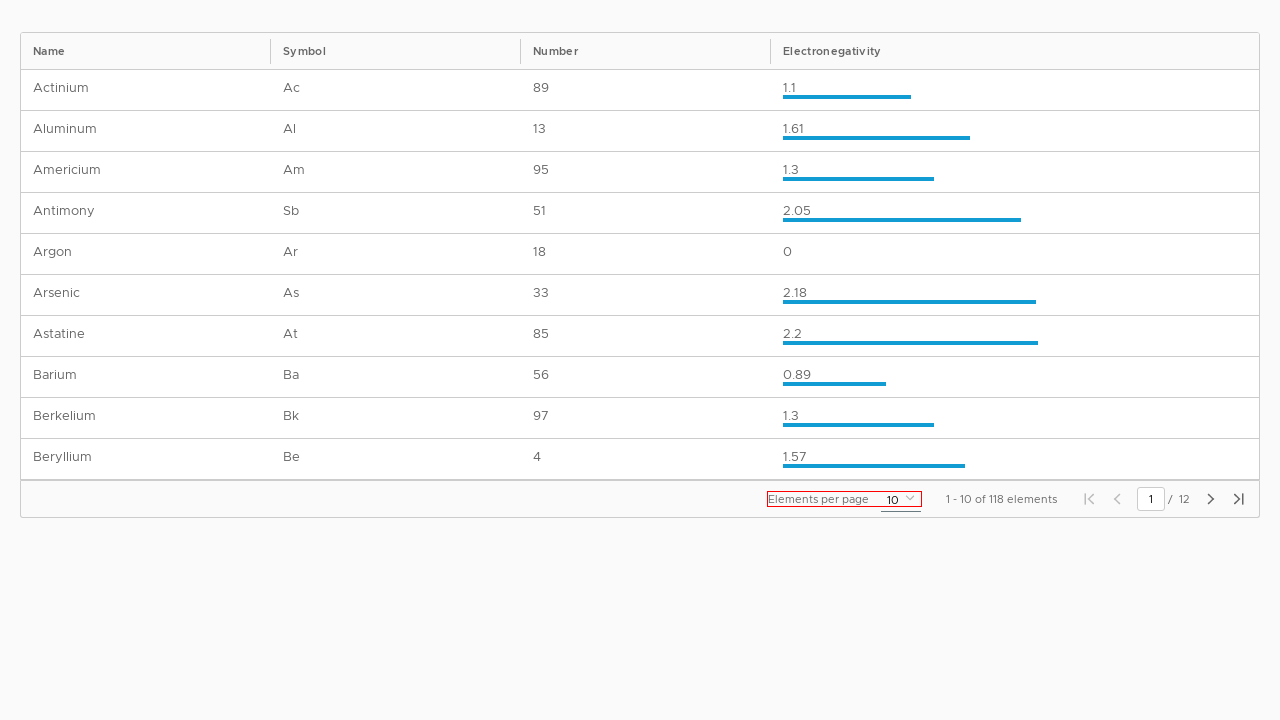 Name Symbol Number Electronegativity
Actinium Ac 89 1.1
Aluminum Al 13 1.61
Americium Am 95 1.3
Antimony Sb 51 2.05
Argon Ar 18 0
Arsenic As 33 2.18
Astatine At 85 2.2
Barium Ba 56 0.89
Berkelium Bk 97 1.3
Beryllium Be 4 1.57
Elements per page 10 1 - 10 of 118 elements 1 / 12